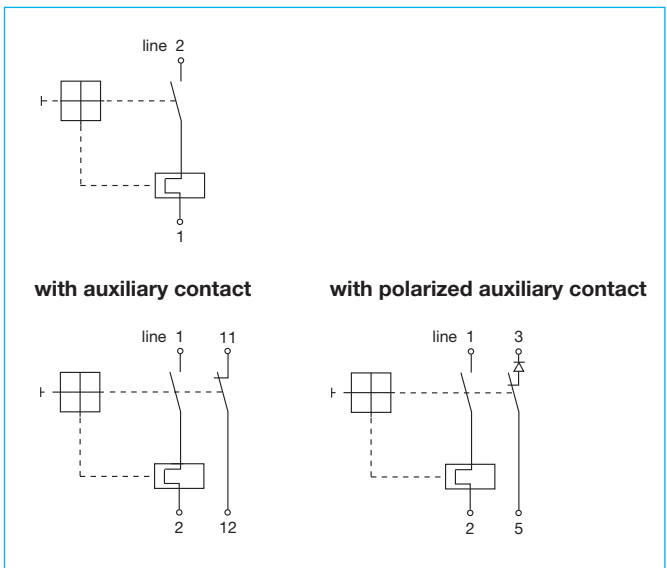 line 2
1
with auxiliary contact
with polarized auxiliary contact
line 1 11
line 1 3
2 12
2 5